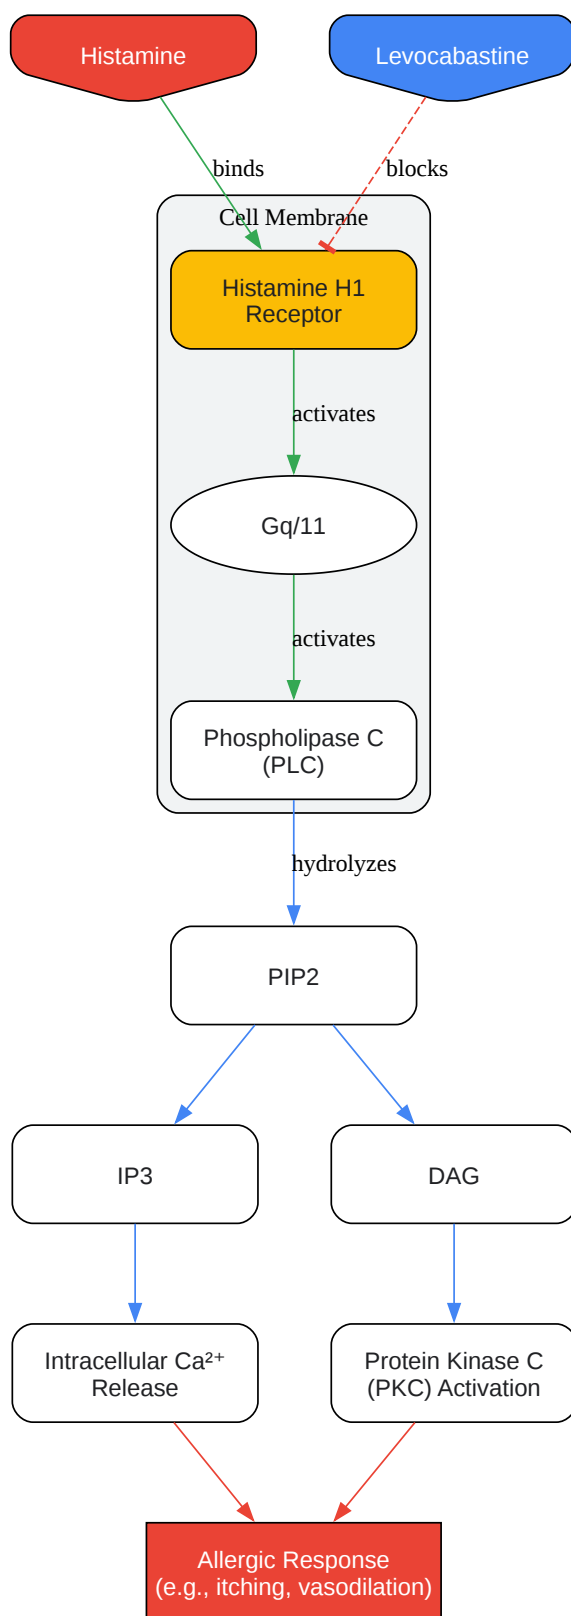 Histamine
Levocabastine
binds
blocks
Cell Membrane
Histamine H1
Receptor
activates
Gq/11
activates
Phospholipase C
(PLC)
hydrolyzes
PIP2
IP3
DAG
Intracellular Ca²⁺
Release
Protein Kinase C
(PKC) Activation
Allergic Response
(e.g., itching, vasodilation)